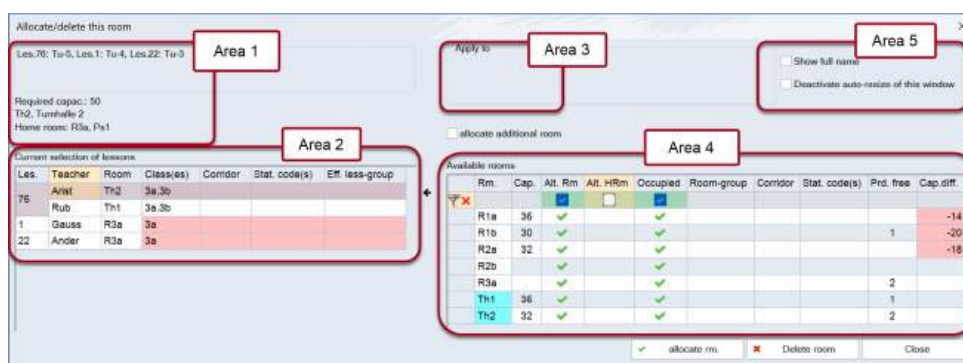 Allocate/delete this room
Les.76: Tu-5, Les.1: Tu-4, Les.22: Tu-3
Area 1
Required capac.: 50
Th2, Turnhalle 2
Home room: R3a, Ps1
Apply to
Area 3
Area 5
Show full name
Deactivate auto-resize of this window
allocate additional room
Area 2
Current selection of lessons
Les. Teacher Room Class(es) Corridor Stat. code(s) Eff. less-group
76 Arist Th2 3a,3b
Rub Th1 3a,3b
1 Gauss R3a 3a
22 Ander R3a 3a
Area 4
Available rooms
Rm. Cap. Alt. Rm Alt. HRm Occupied Room-group Corridor Stat. code(s) Prd. free Cap.diff.
R1a 36 -14
R1b 30 1 -20
R2a 32 -18
R2b
R3a 2
Th1 36 1
Th2 32 2
allocate rm. Delete room Close